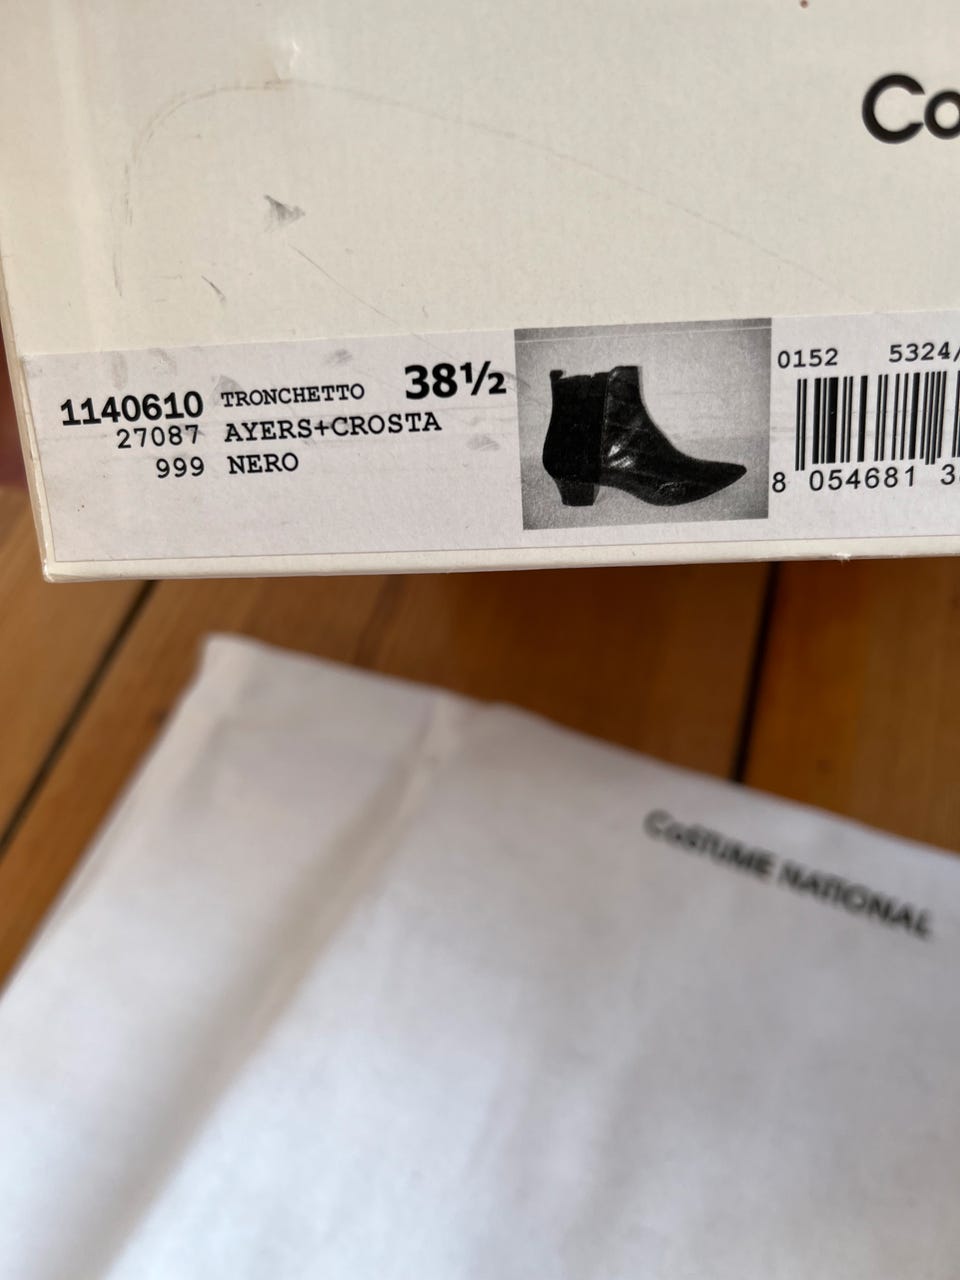 Co
1140610 TRONCHETTO 38½
27087 AYERS+CROSTA
999 NERO
0152 5324/
8 054681 3
CoSTUME NATIONAL